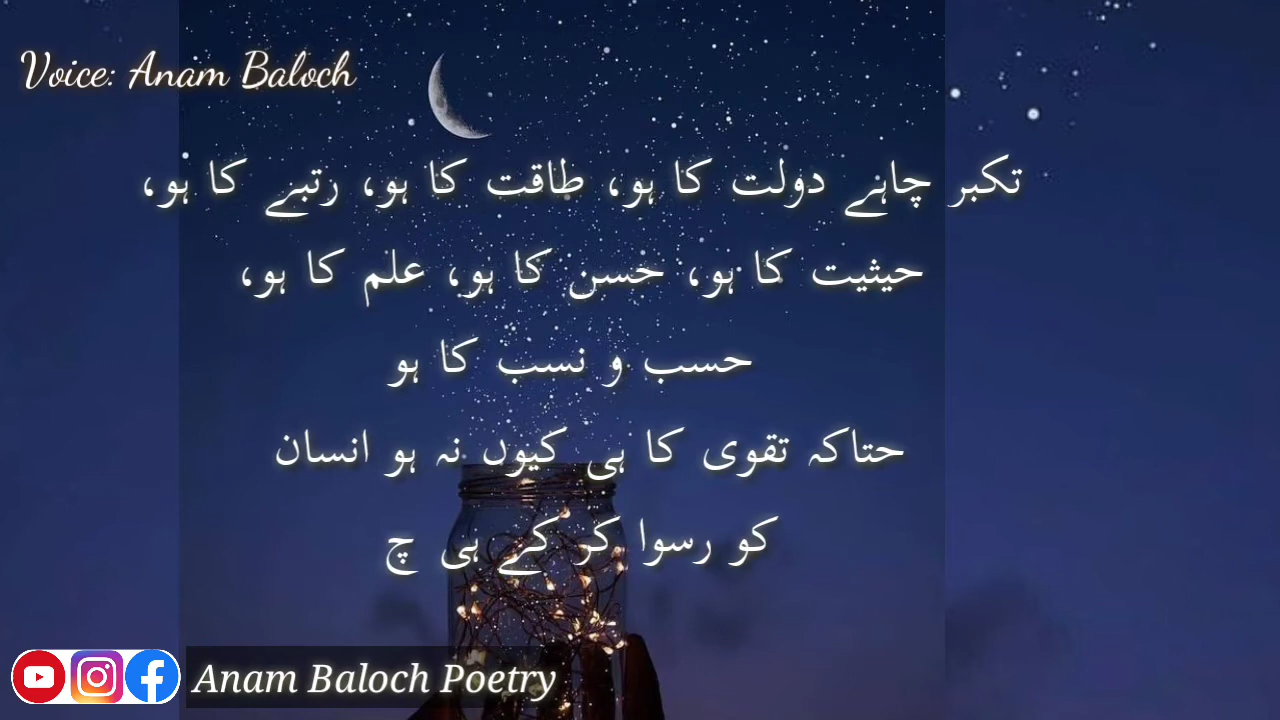 Voice: Anam Baloch
تکبر چاہے دولت کا ہو، طاقت کا ہو، رتبے کا ہو،
حیثیت کا ہو، حسن کا ہو، علم کا ہو،
حسب و نسب کا ہو
حتاکہ تقوی کا ہی کیوں نہ ہو انسان
کو رسوا کر کے ہی چ
Anam Baloch Poetry